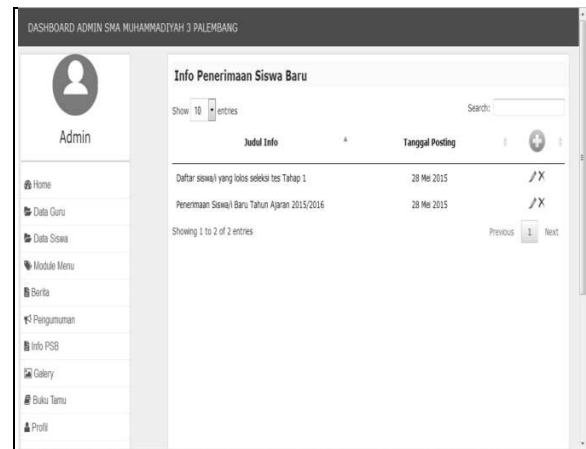 DASHBOARD ADMIN SMA MUHAMMADIYAH 3 PALEMBANG
Admin
Home
Data Guru
Data Siswa
Module Menu
Berita
Pengumuman
Info PSB
Galery
Buku Tamu
Profil
Info Penerimaan Siswa Baru
Show 10 entries
Search:
Judul Info Tanggal Posting
Daftar siswa/i yang lolos seleksi tes Tahap 1 28 Mei 2015
Penerimaan Siswa/i Baru Tahun Ajaran 2015/2016 28 Mei 2015
Showing 1 to 2 of 2 entries
Previous 1 Next